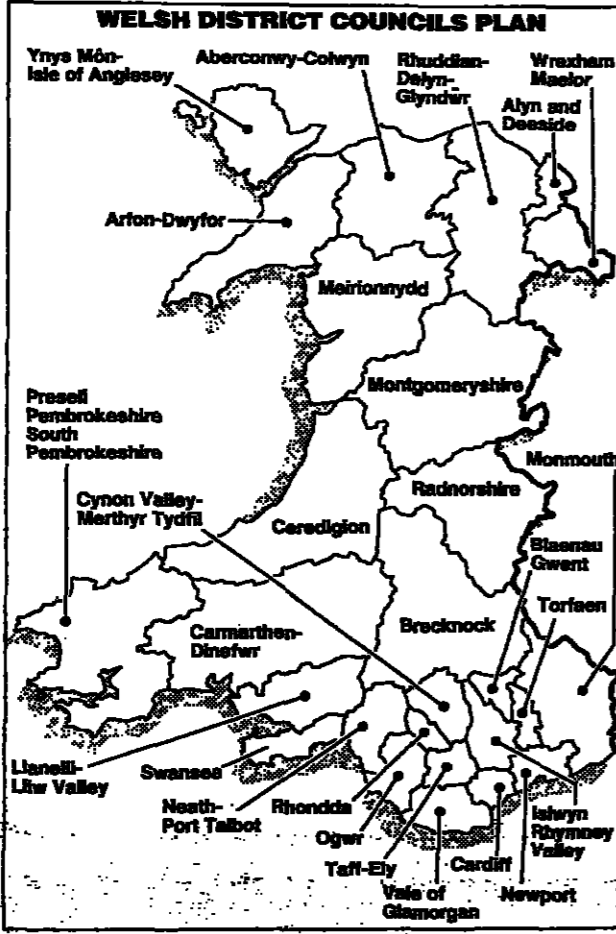 WELSH DISTRICT COUNCILS PLAN
Ynys Môn-
Isle of Anglesey
Aberconwy-Colwyn
Rhuddlan-
Delyn-
Glyndwr
Wrexham
Maelor
Alyn and
Deeside
Arfon-Dwyfor
Meirionnydd
Montgomeryshire
Preseli
Pembrokeshire
South
Pembrokeshire
Monmouth
Radnorshire
Cynon Valley-
Merthyr Tydfil
Ceredigion
Blaenau
Gwent
Torfaen
Carmarthen-
Dinefwr
Brecknock
Llanelli-
Lliw Valley
Swansea
Neath-
Port Talbot
Rhondda
Ogwr
Taff-Ely
Vale of
Glamorgan
Cardiff
Newport
Islwyn
Rhymney
Valley